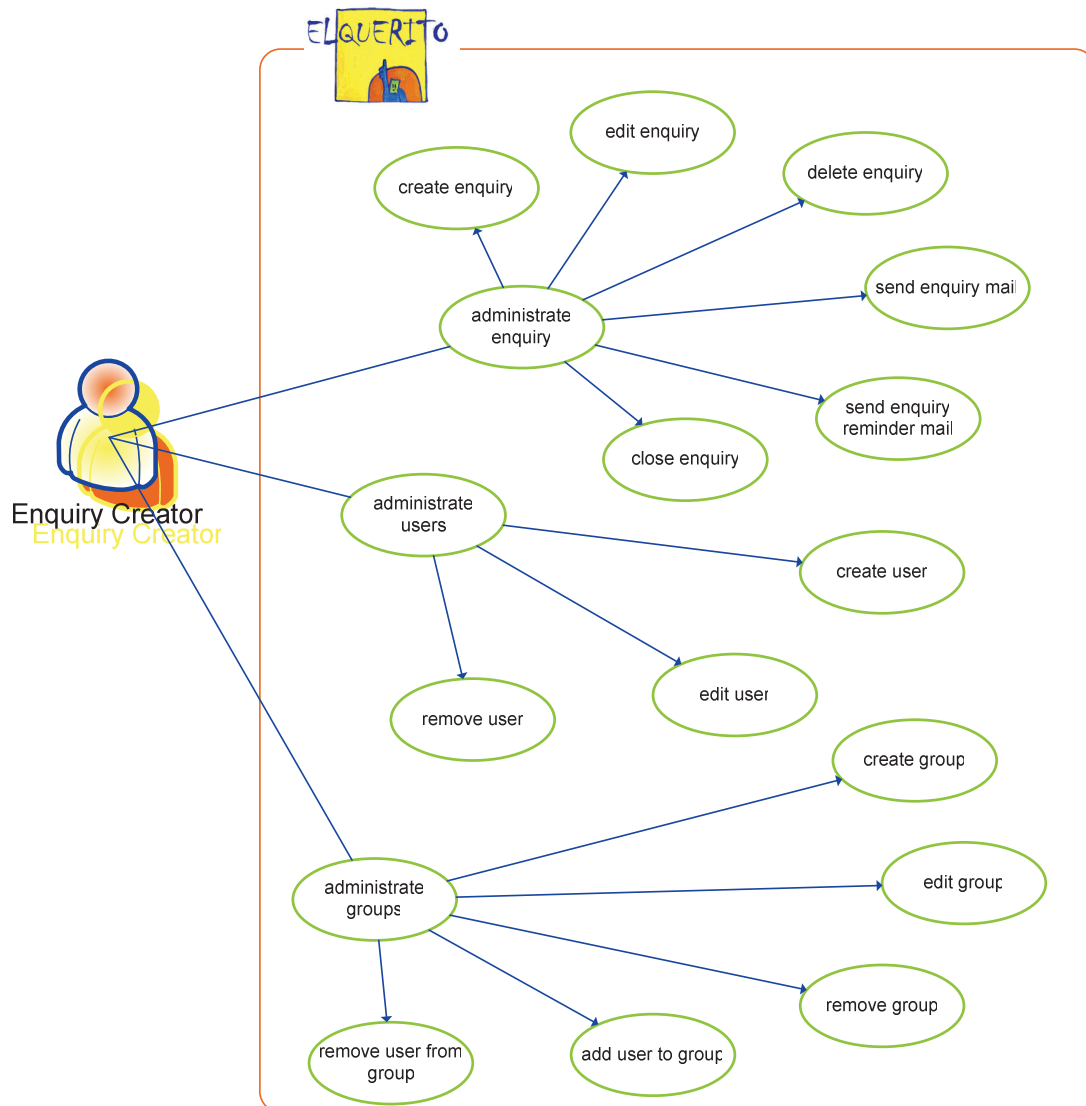 ELQUERITO
edit enquiry
create enquiry
delete enquiry
send enquiry mail
administrate
enquiry
send enquiry
reminder mail
close enquiry
Enquiry Creator
Enquiry Creator
administrate
users
create user
edit user
remove user
create group
administrate
groups
edit group
remove group
add user to group
remove user from
group